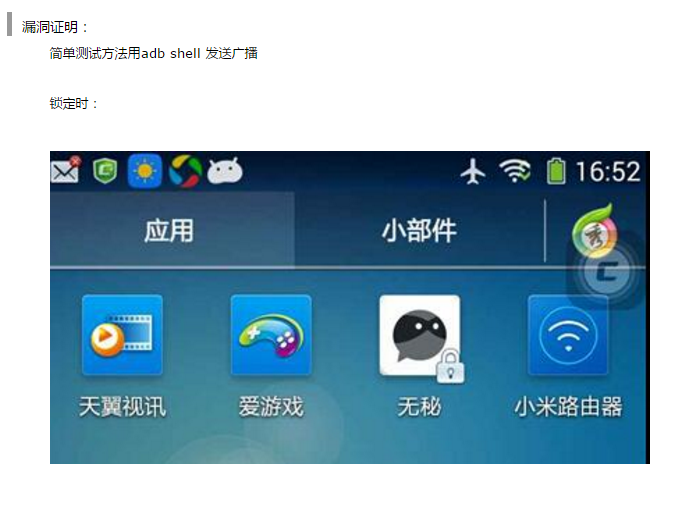 漏洞证明：
简单测试方法用adb shell 发送广播
锁定时：
16:52
应用 小部件 秀
天翼视讯 爱游戏 无秘 小米路由器